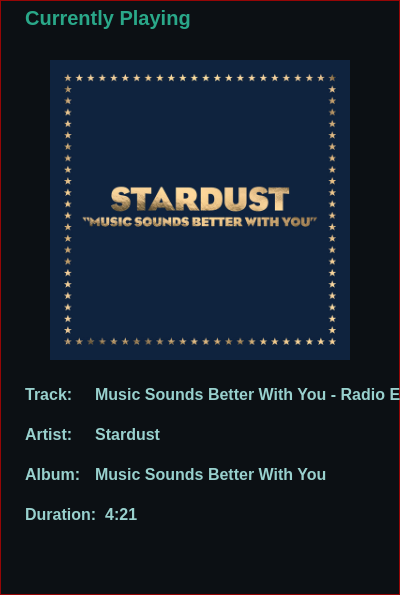 Currently Playing
STARDUST
"MUSIC SOUNDS BETTER WITH YOU"
Track: Music Sounds Better With You - Radio E
Artist: Stardust
Album: Music Sounds Better With You
Duration: 4:21